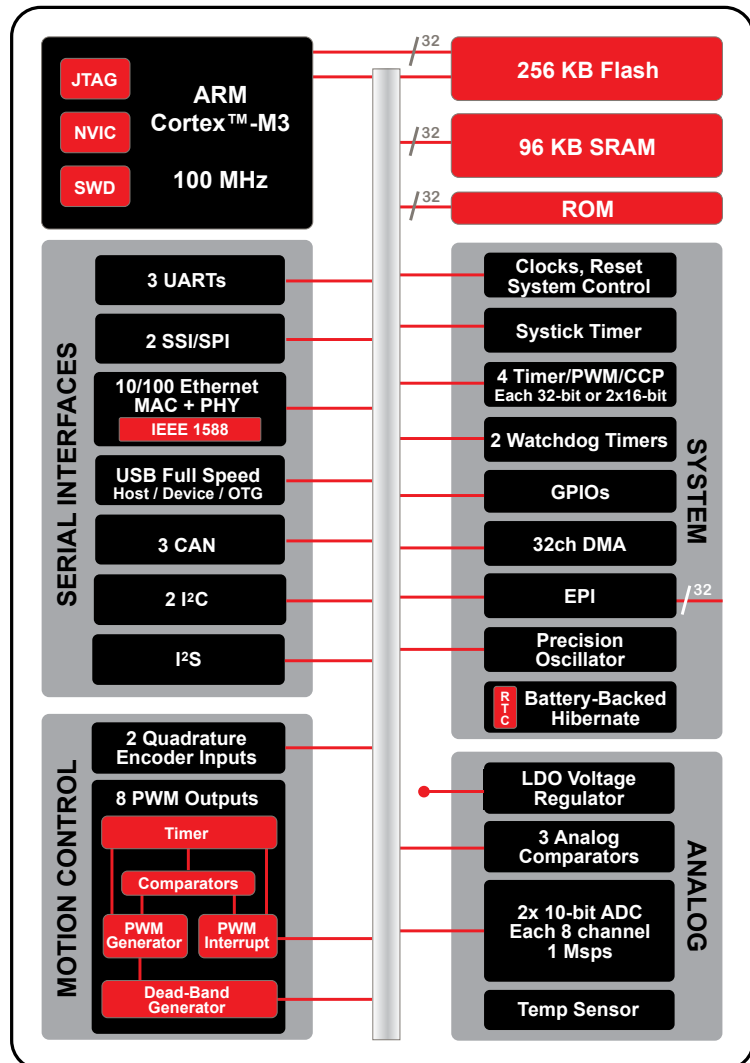 JTAG
NVIC
SWD
ARM
Cortex™-M3
100 MHz
32
256 KB Flash
32
96 KB SRAM
32
ROM
SERIAL INTERFACES
3 UARTs
2 SSI/SPI
10/100 Ethernet
MAC + PHY
IEEE 1588
USB Full Speed
Host / Device / OTG
3 CAN
2 I²C
I²S
SYSTEM
Clocks, Reset
System Control
Systick Timer
4 Timer/PWM/CCP
Each 32-bit or 2x16-bit
2 Watchdog Timers
GPIOs
32ch DMA
EPI
32
Precision
Oscillator
RTC
Battery-Backed
Hibernate
MOTION CONTROL
2 Quadrature
Encoder Inputs
8 PWM Outputs
Timer
Comparators
PWM
Generator
PWM
Interrupt
Dead-Band
Generator
ANALOG
LDO Voltage
Regulator
3 Analog
Comparators
2x 10-bit ADC
Each 8 channel
1 Msps
Temp Sensor